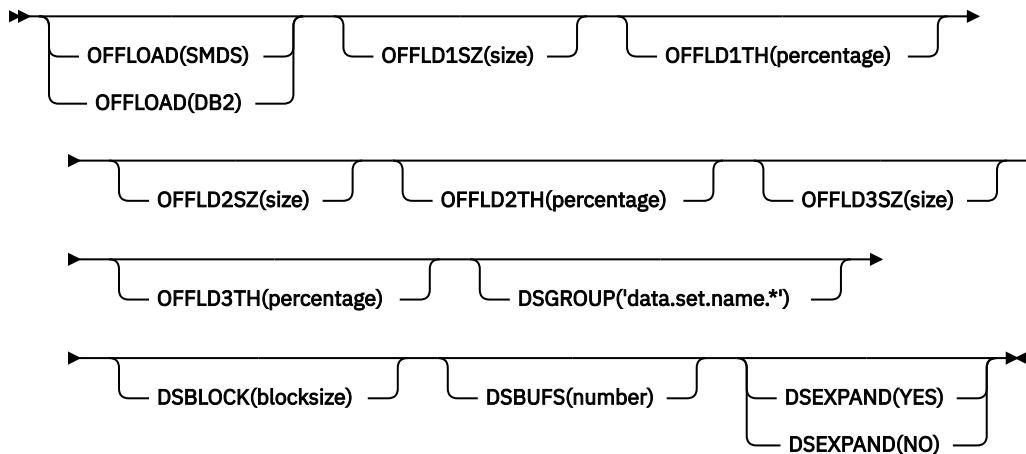 OFFLOAD(SMDS) OFFLD1SZ(size) OFFLD1TH(percentage)
OFFLOAD(DB2)
OFFLD2SZ(size) OFFLD2TH(percentage) OFFLD3SZ(size)
OFFLD3TH(percentage) DSGROUP('data.set.name.*')
DSBLOCK(blocksize) DSBUFS(number) DSEXPAND(YES)
DSEXPAND(NO)